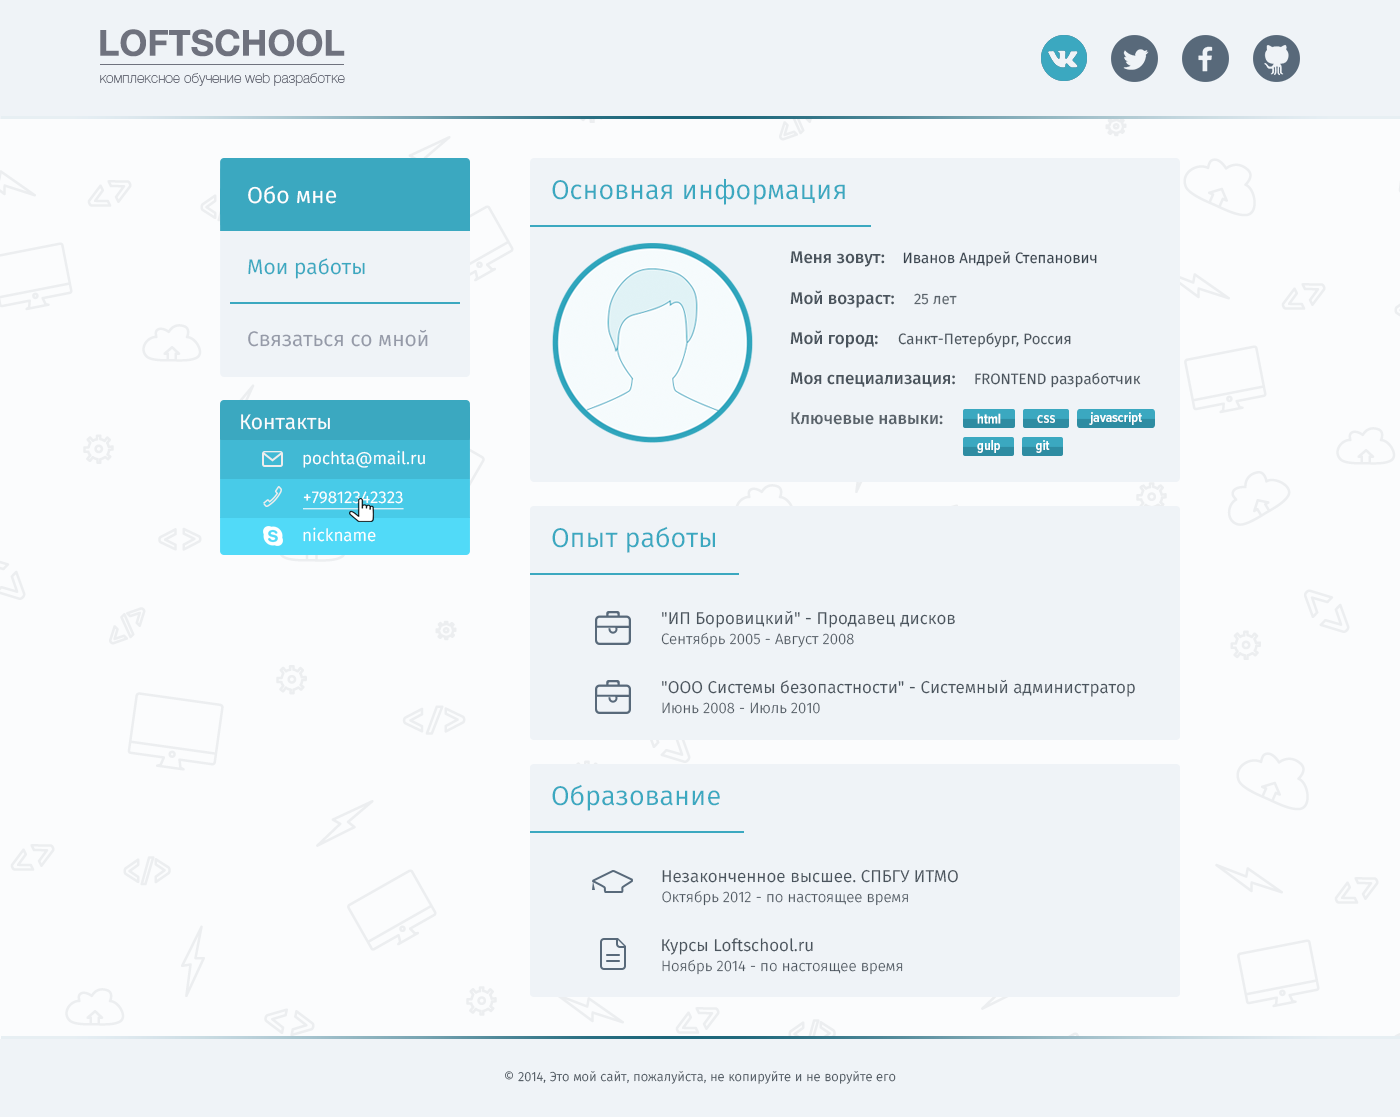 LOFTSCHOOL
комплексное обучение web разработке
Обо мне
Мои работы
Связаться со мной
Контакты
pochta@mail.ru
+79812342323
nickname
Основная информация
Меня зовут: Иванов Андрей Степанович
Мой возраст: 25 лет
Мой город: Санкт-Петербург, Россия
Моя специализация: FRONTEND разработчик
Ключевые навыки: html css javascript
gulp git
Опыт работы
"ИП Боровицкий" - Продавец дисков
Сентябрь 2005 - Август 2008
"ООО Системы безопастности" - Системный администратор
Июнь 2008 - Июль 2010
Образование
Незаконченное высшее. СПБГУ ИТМО
Октябрь 2012 - по настоящее время
Курсы Loftschool.ru
Ноябрь 2014 - по настоящее время
© 2014, Это мой сайт, пожалуйста, не копируйте и не воруйте его